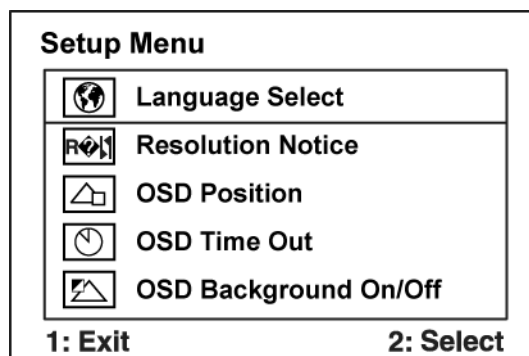 Setup Menu
Language Select
Resolution Notice
OSD Position
OSD Time Out
OSD Background On/Off
1: Exit 2: Select